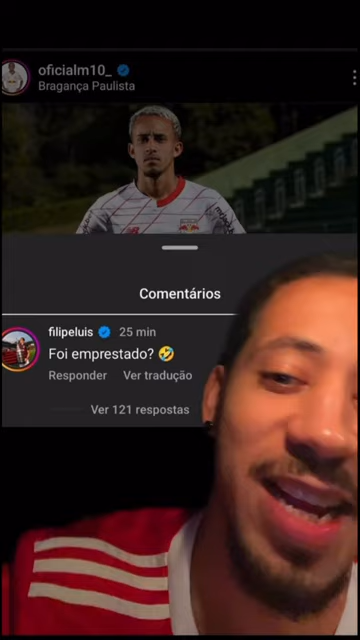 oficialm10_
Bragança Paulista
Comentários
filipeluis 25 min
Foi emprestado? 🤣
Responder Ver tradução
Ver 121 respostas